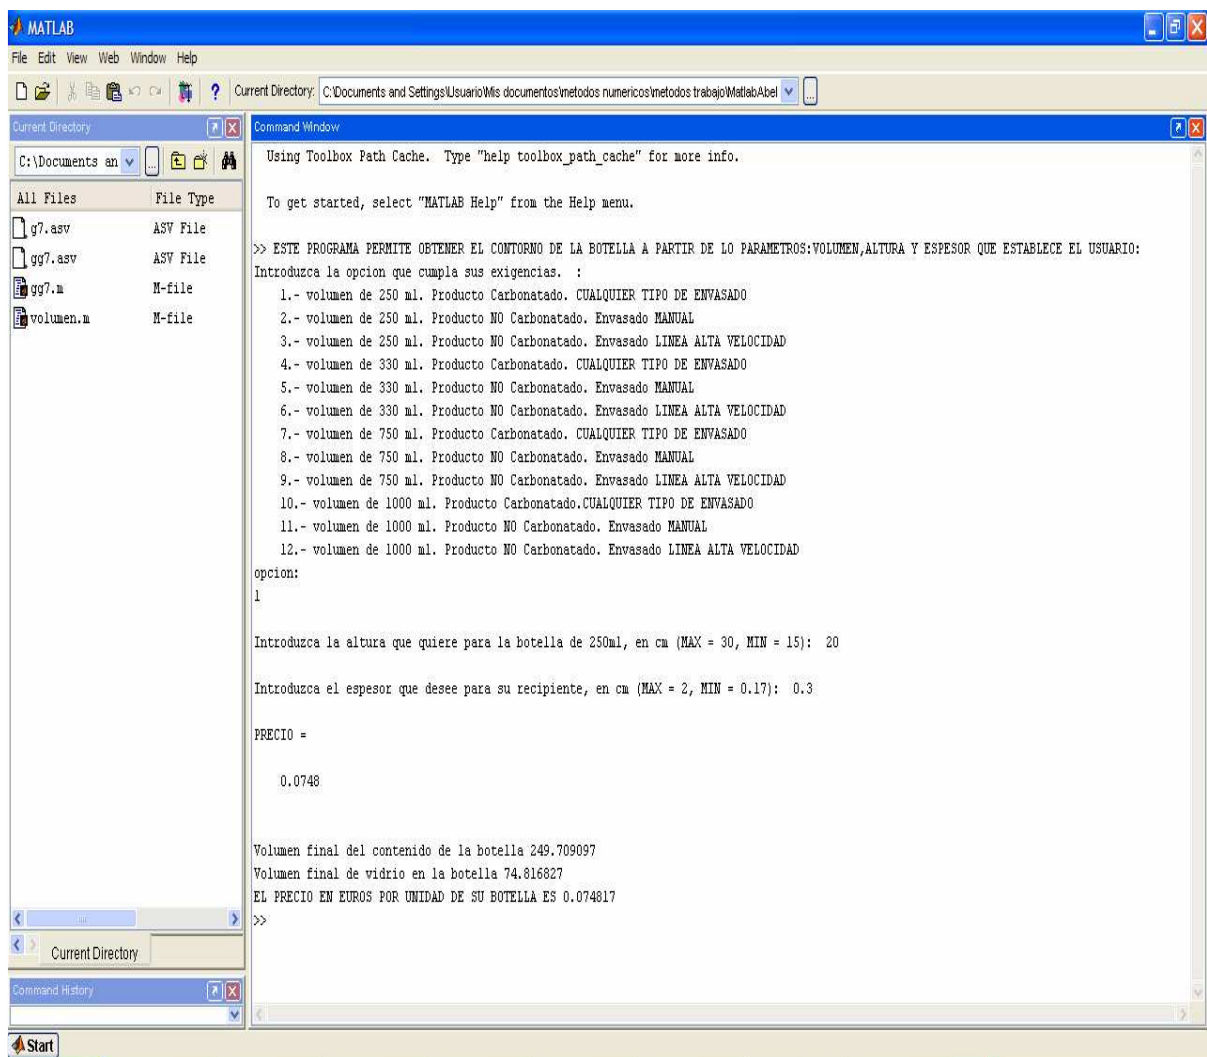 MATLAB
File Edit View Web Window Help
? Current Directory: C:\Documents and Settings\Usuario\Mis documentos\metodos numericos\metodos trabajo\MatlabAbel ...
Current Directory
C:\Documents an ...
All Files File Type
g7.asv ASV File
gg7.asv ASV File
gg7.m M-file
volumen.m M-file
Current Directory
Command History
Start
Command Window
Using Toolbox Path Cache. Type "help toolbox_path_cache" for more info.
To get started, select "MATLAB Help" from the Help menu.
>> ESTE PROGRAMA PERMITE OBTENER EL CONTORNO DE LA BOTELLA A PARTIR DE LO PARAMETROS:VOLUMEN,ALTURA Y ESPESOR QUE ESTABLECE EL USUARIO:
Introduzca la opcion que cumpla sus exigencias. :
1.- volumen de 250 ml. Producto Carbonatado. CUALQUIER TIPO DE ENVASADO
2.- volumen de 250 ml. Producto NO Carbonatado. Envasado MANUAL
3.- volumen de 250 ml. Producto NO Carbonatado. Envasado LINEA ALTA VELOCIDAD
4.- volumen de 330 ml. Producto Carbonatado. CUALQUIER TIPO DE ENVASADO
5.- volumen de 330 ml. Producto NO Carbonatado. Envasado MANUAL
6.- volumen de 330 ml. Producto NO Carbonatado. Envasado LINEA ALTA VELOCIDAD
7.- volumen de 750 ml. Producto Carbonatado. CUALQUIER TIPO DE ENVASADO
8.- volumen de 750 ml. Producto NO Carbonatado. Envasado MANUAL
9.- volumen de 750 ml. Producto NO Carbonatado. Envasado LINEA ALTA VELOCIDAD
10.- volumen de 1000 ml. Producto Carbonatado.CUALQUIER TIPO DE ENVASADO
11.- volumen de 1000 ml. Producto NO Carbonatado. Envasado MANUAL
12.- volumen de 1000 ml. Producto NO Carbonatado. Envasado LINEA ALTA VELOCIDAD
opcion:
1
Introduzca la altura que quiere para la botella de 250ml, en cm (MAX = 30, MIN = 15): 20
Introduzca el espesor que desee para su recipiente, en cm (MAX = 2, MIN = 0.17): 0.3
PRECIO =
0.0748
Volumen final del contenido de la botella 249.709097
Volumen final de vidrio en la botella 74.816827
EL PRECIO EN EUROS POR UNIDAD DE SU BOTELLA ES 0.074817
>>